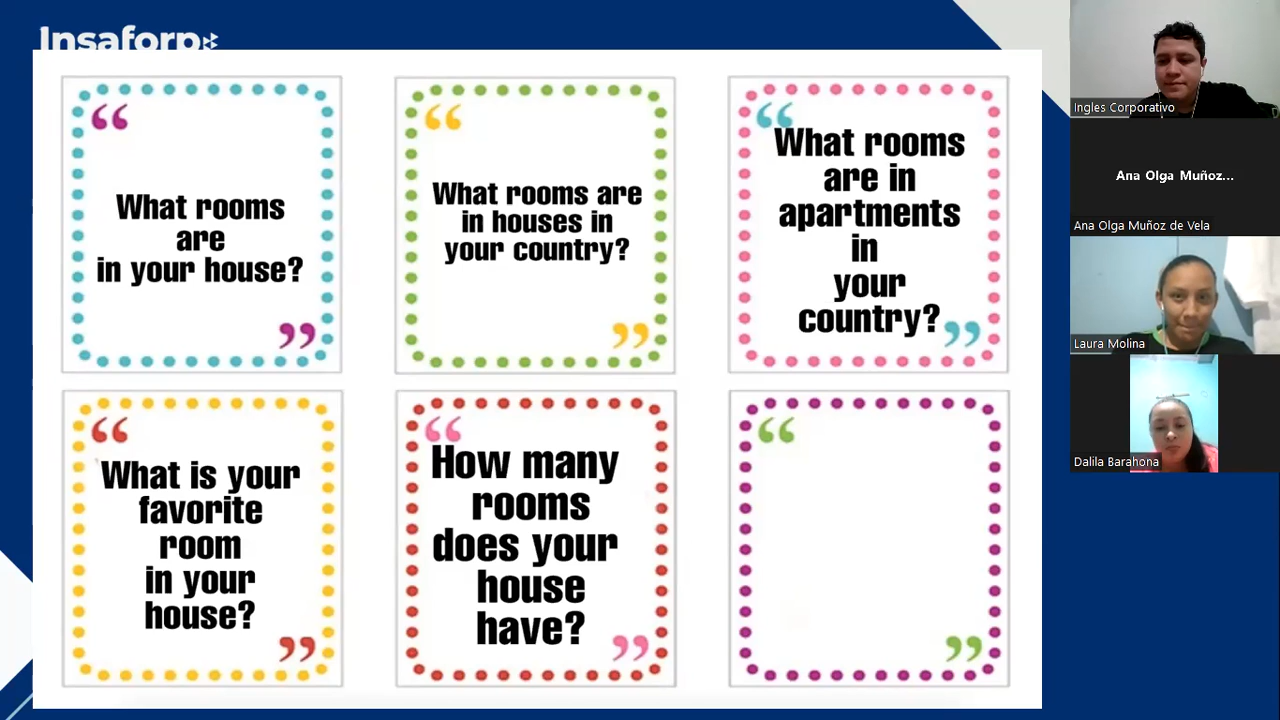 Insaforp
“
What rooms
are
in your house?
”
“
What rooms are
in houses in
your country?
”
“
What rooms
are in
apartments
in
your
country?
”
“
What is your
favorite
room
in your
house?
”
“
How many
rooms
does your
house
have?
”
“
”
Ingles Corporativo
Ana Olga Muñoz...
Ana Olga Muñoz de Vela
Laura Molina
Dalila Barahona